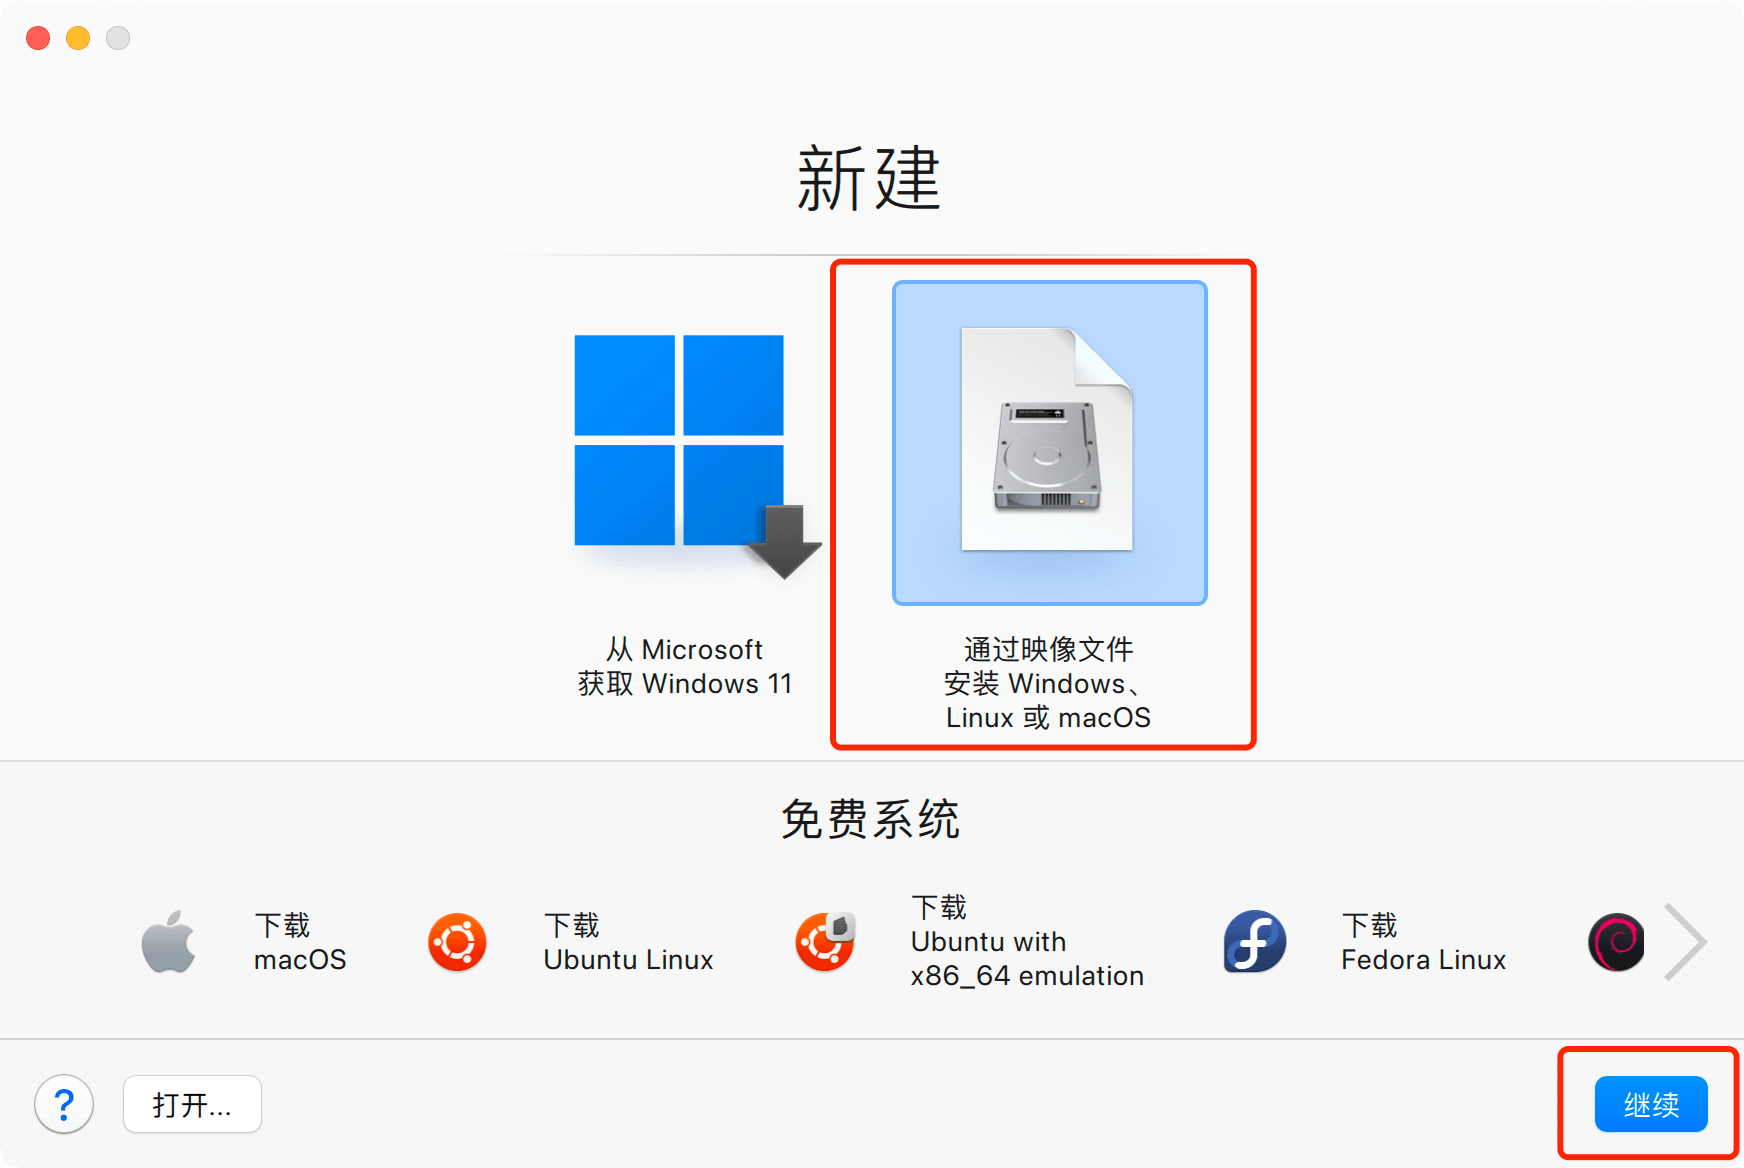 新建
从 Microsoft
获取 Windows 11
通过映像文件
安装 Windows、
Linux 或 macOS
免费系统
下载
macOS
下载
Ubuntu Linux
下载
Ubuntu with
x86_64 emulation
下载
Fedora Linux
?
打开...
继续